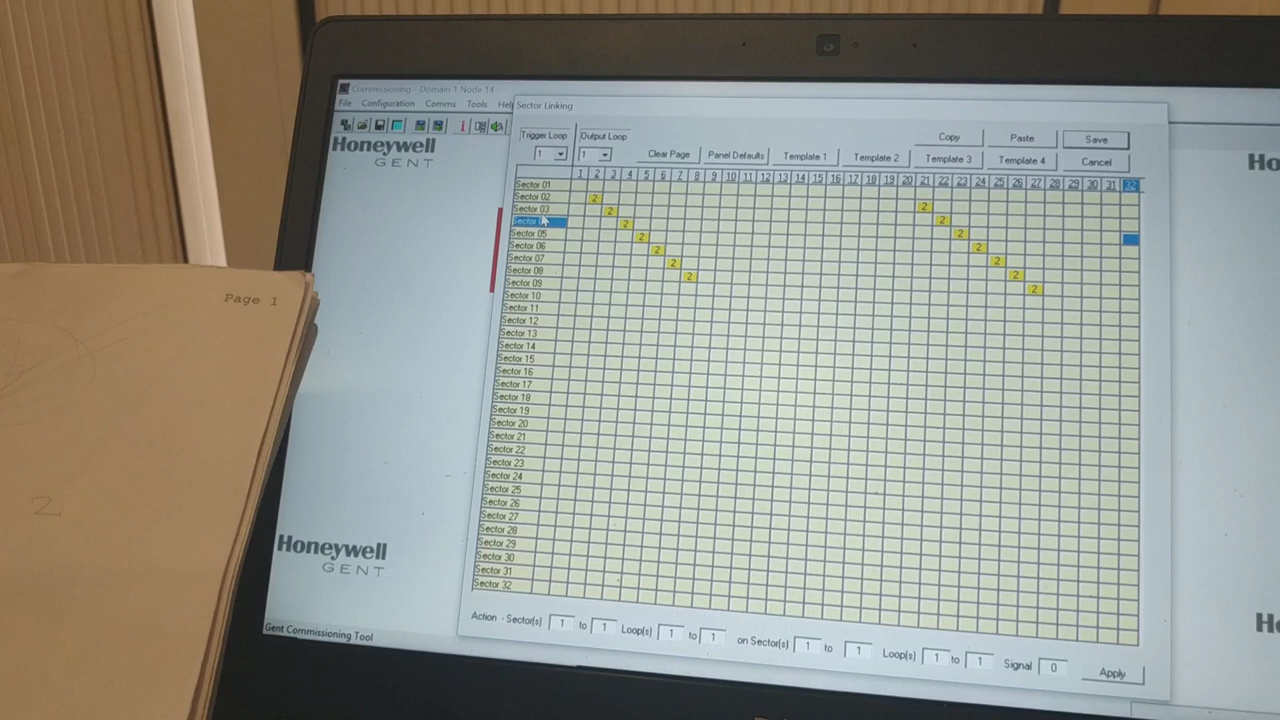 Commissioning - Domain 1 Node 14
File Configuration Comms Tools Help
Honeywell
GENT
Sector Linking
Trigger Loop Output Loop
1 1
Clear Page Panel Defaults Template 1 Template 2 Template 3 Template 4
Copy Paste Save
Cancel
1 2 3 4 5 6 7 8 9 10 11 12 13 14 15 16 17 18 19 20 21 22 23 24 25 26 27 28 29 30 31 32
Sector 01
Sector 02 2
Sector 03 2 2
Sector 2 2
Sector 05 2 2
Sector 06 2 2
Sector 07 2 2
Sector 08 2 2
Sector 09 2
Sector 10
Sector 11
Sector 12
Sector 13
Sector 14
Sector 15
Sector 16
Sector 17
Sector 18
Sector 19
Sector 20
Sector 21
Sector 22
Sector 23
Sector 24
Sector 25
Sector 26
Sector 27
Sector 28
Sector 29
Sector 30
Sector 31
Sector 32
Action - Sector(s) 1 to 1 Loop(s) 1 to 1 on Sector(s) 1 to 1 Loop(s) 1 to 1 Signal 0 Apply
Honeywell
GENT
Gent Commissioning Tool
Ho
Ho
Page 1
2